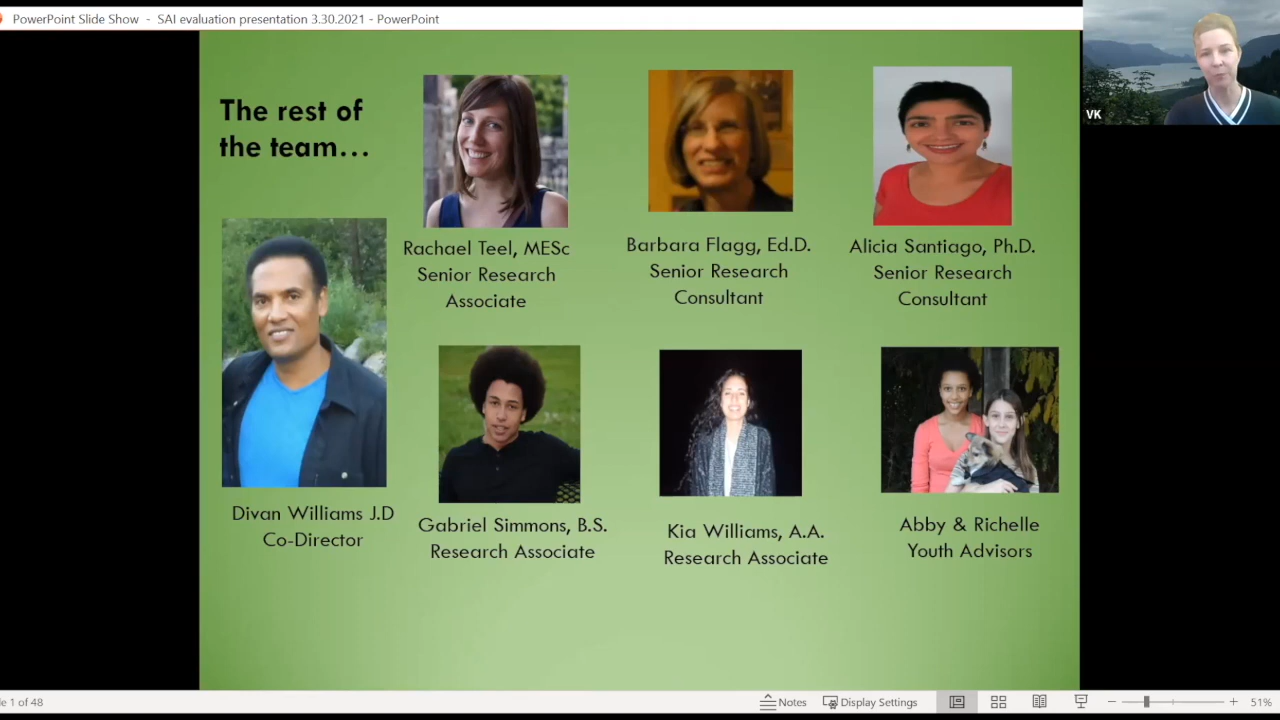 PowerPoint Slide Show - SAI evaluation presentation 3.30.2021 - PowerPoint
VK
The rest of
the team...
Rachael Teel, MESc
Senior Research
Associate
Barbara Flagg, Ed.D.
Senior Research
Consultant
Alicia Santiago, Ph.D.
Senior Research
Consultant
Divan Williams J.D
Co-Director
Gabriel Simmons, B.S.
Research Associate
Kia Williams, A.A.
Research Associate
Abby & Richelle
Youth Advisors
le 1 of 48
Notes
Display Settings
51%